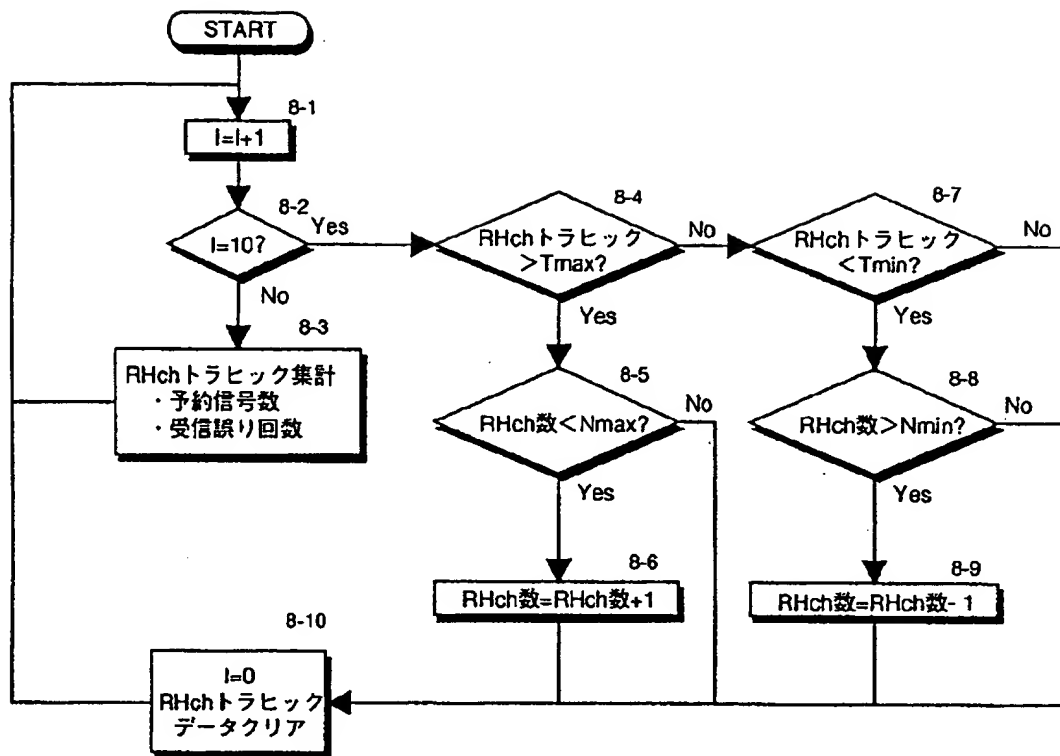 START
8-1
I=I+1
8-2
I=10?
Yes
No
8-3
RHchトラヒック集計
・予約信号数
・受信誤り回数
8-4
RHchトラヒック
>Tmax?
No
Yes
8-5
RHch数<Nmax?
No
Yes
8-6
RHch数=RHch数+1
8-7
RHchトラヒック
<Tmin?
No
Yes
8-8
RHch数>Nmin?
No
Yes
8-9
RHch数=RHch数- 1
8-10
I=0
RHchトラヒック
データクリア